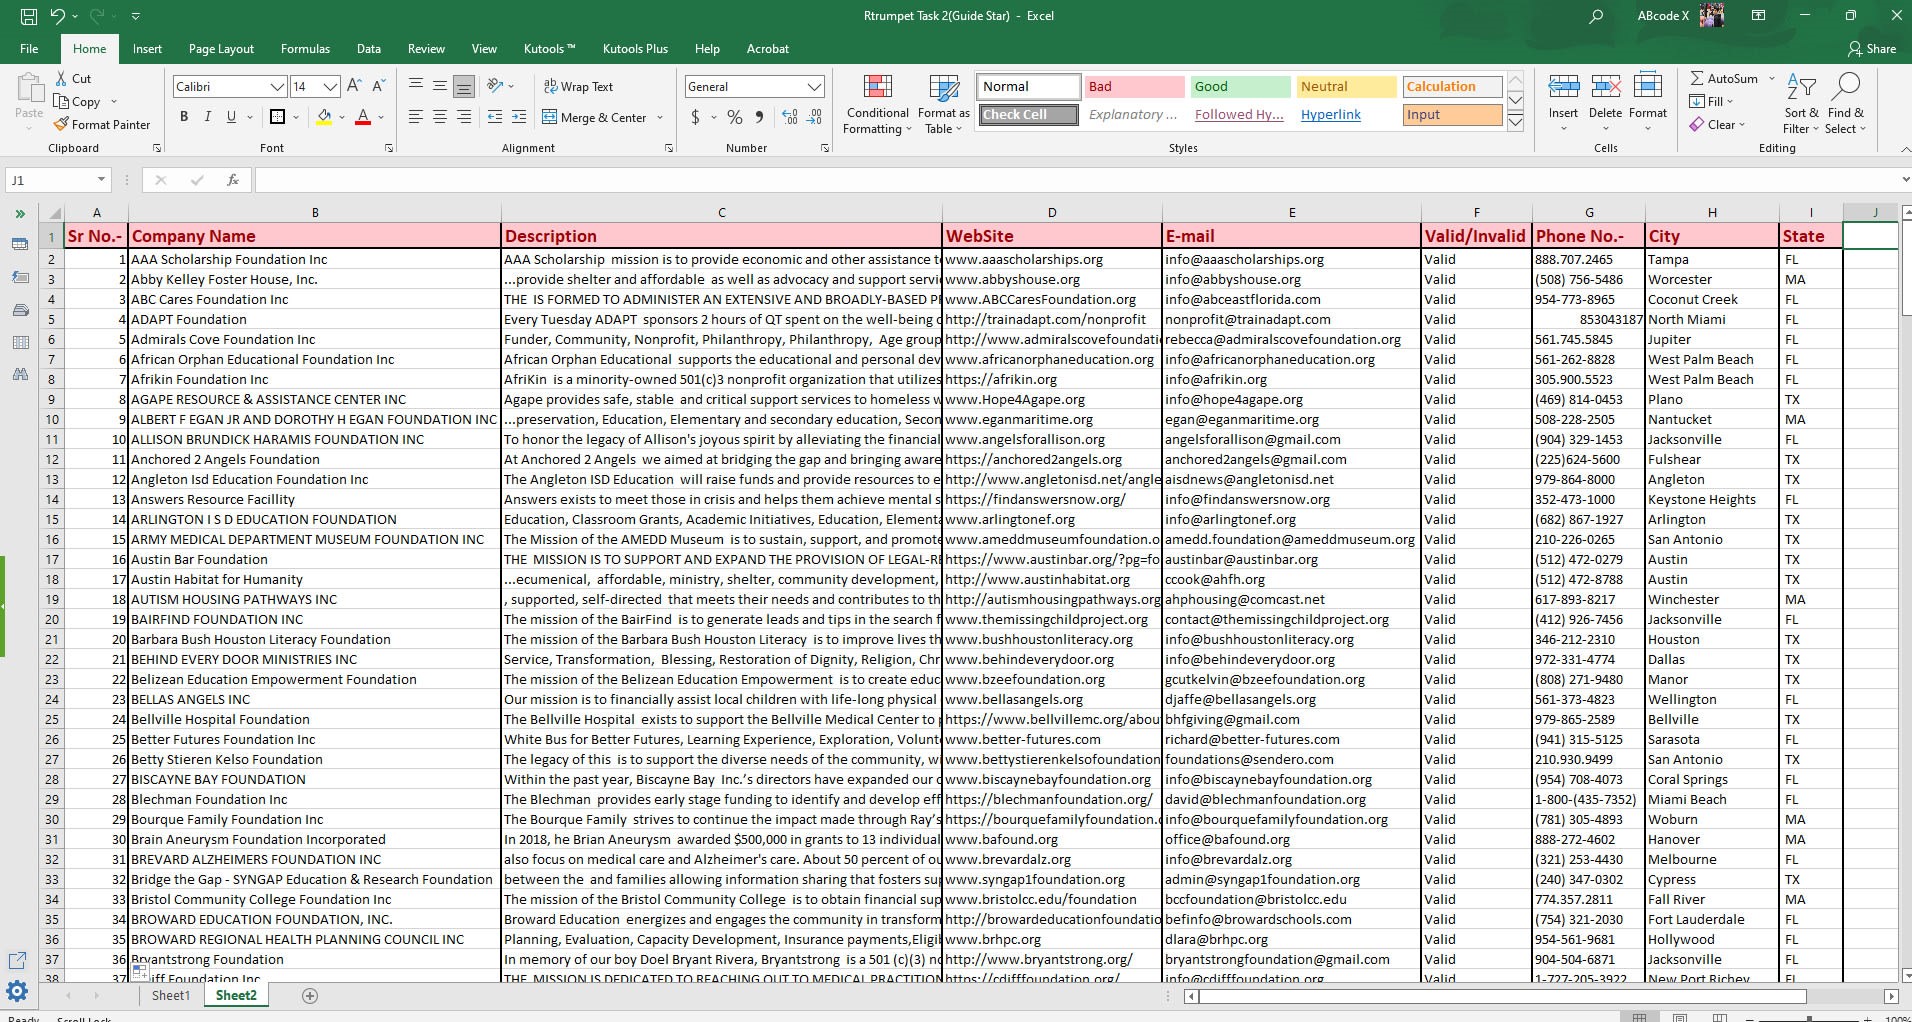 Rtrumpet Task 2(Guide Star) - Excel ABcode X
File Home Insert Page Layout Formulas Data Review View Kutools ™ Kutools Plus Help Acrobat Share
Paste Cut Copy Format Painter Clipboard
Calibri 14 A A B I U A Font
ab Wrap Text Merge & Center Alignment
General $ % , Number
Conditional Formatting Format as Table
Normal Bad Good Neutral Calculation
Check Cell Explanatory ... Followed Hy... Hyperlink Input
Styles
Insert Delete Format Cells
AutoSum Fill Clear Sort & Filter Find & Select Editing
J1 fx
A B C D E F G H I J
1 Sr No.- Company Name Description WebSite E-mail Valid/Invalid Phone No.- City State
2 1 AAA Scholarship Foundation Inc AAA Scholarship mission is to provide economic and other assistance t www.aaascholarships.org info@aaascholarships.org Valid 888.707.2465 Tampa FL
3 2 Abby Kelley Foster House, Inc. ...provide shelter and affordable as well as advocacy and support servi www.abbyshouse.org info@abbyshouse.org Valid (508) 756-5486 Worcester MA
4 3 ABC Cares Foundation Inc THE IS FORMED TO ADMINISTER AN EXTENSIVE AND BROADLY-BASED P www.ABCCaresFoundation.org info@abceastflorida.com Valid 954-773-8965 Coconut Creek FL
5 4 ADAPT Foundation Every Tuesday ADAPT sponsors 2 hours of QT spent on the well-being http://trainadapt.com/nonprofit nonprofit@trainadapt.com Valid 853043187 North Miami FL
6 5 Admirals Cove Foundation Inc Funder, Community, Nonprofit, Philanthropy, Philanthropy, Age group http://www.admiralscovefoundati rebecca@admiralscovefoundation.org Valid 561.745.5845 Jupiter FL
7 6 African Orphan Educational Foundation Inc African Orphan Educational supports the educational and personal dev www.africanorphaneducation.org info@africanorphaneducation.org Valid 561-262-8828 West Palm Beach FL
8 7 Afrikin Foundation Inc AfriKin is a minority-owned 501(c)3 nonprofit organization that utilizes https://afrikin.org info@afrikin.org Valid 305.900.5523 West Palm Beach FL
9 8 AGAPE RESOURCE & ASSISTANCE CENTER INC Agape provides safe, stable and critical support services to homeless w www.Hope4Agape.org info@hope4agape.org Valid (469) 814-0453 Plano TX
10 9 ALBERT F EGAN JR AND DOROTHY H EGAN FOUNDATION INC ...preservation, Education, Elementary and secondary education, Secon www.eganmaritime.org egan@eganmaritime.org Valid 508-228-2505 Nantucket MA
11 10 ALLISON BRUNDICK HARAMIS FOUNDATION INC To honor the legacy of Allison's joyous spirit by alleviating the financial www.angelsforallison.org angelsforallison@gmail.com Valid (904) 329-1453 Jacksonville FL
12 11 Anchored 2 Angels Foundation At Anchored 2 Angels we aimed at bridging the gap and bringing aware https://anchored2angels.org anchored2angels@gmail.com Valid (225)624-5600 Fulshear TX
13 12 Angleton Isd Education Foundation Inc The Angleton ISD Education will raise funds and provide resources to e http://www.angletonisd.net/angle aisdnews@angletonisd.net Valid 979-864-8000 Angleton TX
14 13 Answers Resource Facillity Answers exists to meet those in crisis and helps them achieve mental s https://findanswersnow.org/ info@findanswersnow.org Valid 352-473-1000 Keystone Heights FL
15 14 ARLINGTON I S D EDUCATION FOUNDATION Education, Classroom Grants, Academic Initiatives, Education, Elementa www.arlingtonef.org info@arlingtonef.org Valid (682) 867-1927 Arlington TX
16 15 ARMY MEDICAL DEPARTMENT MUSEUM FOUNDATION INC The Mission of the AMEDD Museum is to sustain, support, and promote www.ameddmuseumfoundation.o amedd.foundation@ameddmuseum.org Valid 210-226-0265 San Antonio TX
17 16 Austin Bar Foundation THE MISSION IS TO SUPPORT AND EXPAND THE PROVISION OF LEGAL-R https://www.austinbar.org/?pg=fo austinbar@austinbar.org Valid (512) 472-0279 Austin TX
18 17 Austin Habitat for Humanity ...ecumenical, affordable, ministry, shelter, community development, http://www.austinhabitat.org ccook@ahfh.org Valid (512) 472-8788 Austin TX
19 18 AUTISM HOUSING PATHWAYS INC , supported, self-directed that meets their needs and contributes to th http://autismhousingpathways.org ahphousing@comcast.net Valid 617-893-8217 Winchester MA
20 19 BAIRFIND FOUNDATION INC The mission of the BairFind is to generate leads and tips in the search f www.themissingchildproject.org contact@themissingchildproject.org Valid (412) 926-7456 Jacksonville FL
21 20 Barbara Bush Houston Literacy Foundation The mission of the Barbara Bush Houston Literacy is to improve lives th www.bushhoustonliteracy.org info@bushhoustonliteracy.org Valid 346-212-2310 Houston TX
22 21 BEHIND EVERY DOOR MINISTRIES INC Service, Transformation, Blessing, Restoration of Dignity, Religion, Chr www.behindeverydoor.org info@behindeverydoor.org Valid 972-331-4774 Dallas TX
23 22 Belizean Education Empowerment Foundation The mission of the Belizean Education Empowerment is to create educ www.bzeefoundation.org gcutkelvin@bzeefoundation.org Valid (808) 271-9480 Manor TX
24 23 BELLAS ANGELS INC Our mission is to financially assist local children with life-long physical www.bellasangels.org djaffe@bellasangels.org Valid 561-373-4823 Wellington FL
25 24 Bellville Hospital Foundation The Bellville Hospital exists to support the Bellville Medical Center to https://www.bellvillemc.org/abou bhfgiving@gmail.com Valid 979-865-2589 Bellville TX
26 25 Better Futures Foundation Inc White Bus for Better Futures, Learning Experience, Exploration, Volunt www.better-futures.com richard@better-futures.com Valid (941) 315-5125 Sarasota FL
27 26 Betty Stieren Kelso Foundation The legacy of this is to support the diverse needs of the community, wi www.bettystierenkelsofoundation foundations@sendero.com Valid 210.930.9499 San Antonio TX
28 27 BISCAYNE BAY FOUNDATION Within the past year, Biscayne Bay Inc.’s directors have expanded our www.biscaynebayfoundation.org info@biscaynebayfoundation.org Valid (954) 708-4073 Coral Springs FL
29 28 Blechman Foundation Inc The Blechman provides early stage funding to identify and develop eff https://blechmanfoundation.org/ david@blechmanfoundation.org Valid 1-800-(435-7352) Miami Beach FL
30 29 Bourque Family Foundation Inc The Bourque Family strives to continue the impact made through Ray’s https://bourquefamilyfoundation. info@bourquefamilyfoundation.org Valid (781) 305-4893 Woburn MA
31 30 Brain Aneurysm Foundation Incorporated In 2018, he Brian Aneurysm awarded $500,000 in grants to 13 individual www.bafound.org office@bafound.org Valid 888-272-4602 Hanover MA
32 31 BREVARD ALZHEIMERS FOUNDATION INC also focus on medical care and Alzheimer's care. About 50 percent of ou www.brevardalz.org info@brevardalz.org Valid (321) 253-4430 Melbourne FL
33 32 Bridge the Gap - SYNGAP Education & Research Foundation between the and families allowing information sharing that fosters sup www.syngap1foundation.org admin@syngap1foundation.org Valid (240) 347-0302 Cypress TX
34 33 Bristol Community College Foundation Inc The mission of the Bristol Community College is to obtain financial sup www.bristolcc.edu/foundation bccfoundation@bristolcc.edu Valid 774.357.2811 Fall River MA
35 34 BROWARD EDUCATION FOUNDATION, INC. Broward Education energizes and engages the community in transform http://browardeducationfoundatio befinfo@browardschools.com Valid (754) 321-2030 Fort Lauderdale FL
36 35 BROWARD REGIONAL HEALTH PLANNING COUNCIL INC Planning, Evaluation, Capacity Development, Insurance payments,Eligi www.brhpc.org dlara@brhpc.org Valid 954-561-9681 Hollywood FL
37 36 Bryantstrong Foundation In memory of our boy Doel Bryant Rivera, Bryantstrong is a 501 (c)(3) no http://www.bryantstrong.org/ bryantstrongfoundation@gmail.com Valid 904-504-6871 Jacksonville FL
38 37 iff Foundation Inc THE MISSION IS DEDICATED TO REACHING OUT TO MEDICAL PRACTITION https://cdifffoundation.org/ info@cdifffoundation.org Valid 1-727-205-3922 New Port Richey FL
Sheet1 Sheet2
Ready Scroll Lock 100%